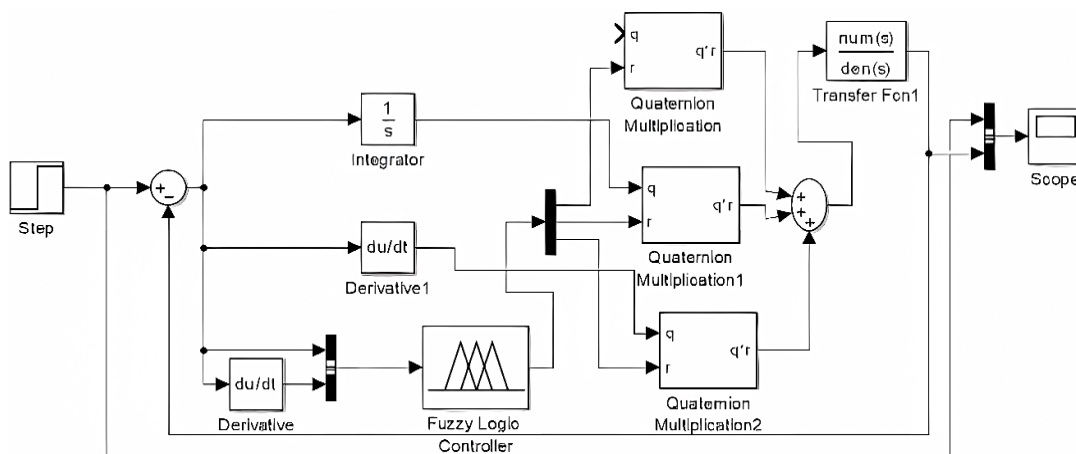 q
r
q'r
Quaternion
Multiplication
num(s)
den(s)
Transfer Fcn1
1
s
Integrator
Step
+
−
q
r
q'r
Quaternion
Multiplication1
+
+
+
Scope
du/dt
Derivative1
q
r
q'r
Quaternion
Multiplication2
du/dt
Derivative
Fuzzy Logic
Controller